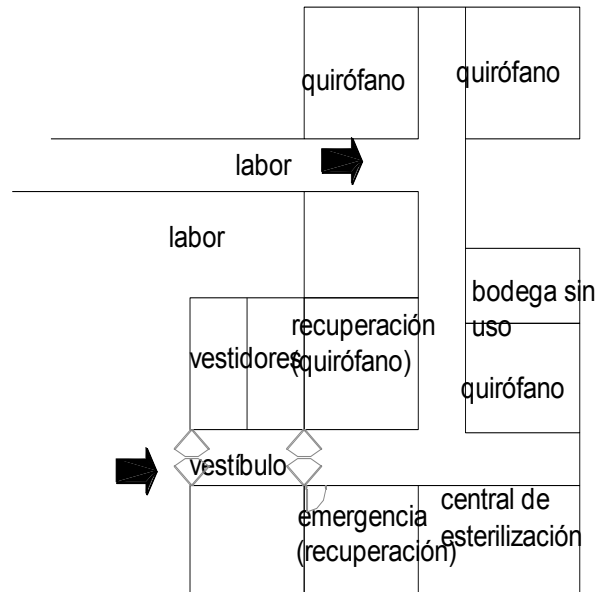 quirófano
quirófano
labor
labor
bodega sin
uso
recuperación
(quirófano)
vestidores
quirófano
vestíbulo
emergencia
(recuperación)
central de
esterilización